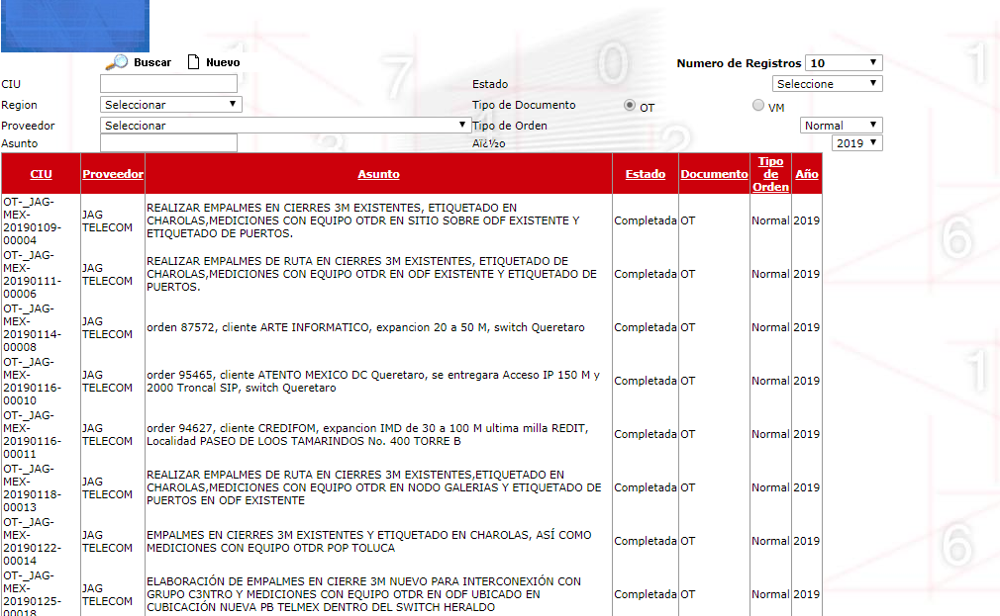 Buscar Nuevo Numero de Registros 10
CIU Estado Seleccione
Region Seleccionar Tipo de Documento OT VM
Proveedor Seleccionar Tipo de Orden Normal
Asunto Aï¿½o 2019
CIU Proveedor Asunto Estado Documento Tipo de Orden Año
OT-_JAG-
MEX-
20190109-
00004
JAG
TELECOM
REALIZAR EMPALMES EN CIERRES 3M EXISTENTES, ETIQUETADO EN
CHAROLAS,MEDICIONES CON EQUIPO OTDR EN SITIO SOBRE ODF EXISTENTE Y
ETIQUETADO DE PUERTOS.
Completada OT Normal 2019
OT-_JAG-
MEX-
20190111-
00006
JAG
TELECOM
REALIZAR EMPALMES DE RUTA EN CIERRES 3M EXISTENTES, ETIQUETADO DE
CHAROLAS,MEDICIONES CON EQUIPO OTDR EN ODF EXISTENTE Y ETIQUETADO DE
PUERTOS.
Completada OT Normal 2019
OT-_JAG-
MEX-
20190114-
00008
JAG
TELECOM
orden 87572, cliente ARTE INFORMATICO, expancion 20 a 50 M, switch Queretaro
Completada OT Normal 2019
OT-_JAG-
MEX-
20190116-
00010
JAG
TELECOM
order 95465, cliente ATENTO MEXICO DC Queretaro, se entregara Acceso IP 150 M y
2000 Troncal SIP, switch Queretaro
Completada OT Normal 2019
OT-_JAG-
MEX-
20190116-
00011
JAG
TELECOM
order 94627, cliente CREDIFOM, expancion IMD de 30 a 100 M ultima milla REDIT,
Localidad PASEO DE LOOS TAMARINDOS No. 400 TORRE B
Completada OT Normal 2019
OT-_JAG-
MEX-
20190118-
00013
JAG
TELECOM
REALIZAR EMPALMES DE RUTA EN CIERRES 3M EXISTENTES,ETIQUETADO EN
CHAROLAS,MEDICIONES CON EQUIPO OTDR EN NODO GALERIAS Y ETIQUETADO DE
PUERTOS EN ODF EXISTENTE
Completada OT Normal 2019
OT-_JAG-
MEX-
20190122-
00014
JAG
TELECOM
EMPALMES EN CIERRES 3M EXISTENTES Y ETIQUETADO EN CHAROLAS, ASÍ COMO
MEDICIONES CON EQUIPO OTDR POP TOLUCA
Completada OT Normal 2019
OT-_JAG-
MEX-
20190125-
00018
JAG
TELECOM
ELABORACIÓN DE EMPALMES EN CIERRE 3M NUEVO PARA INTERCONEXIÓN CON
GRUPO C3NTRO Y MEDICIONES CON EQUIPO OTDR EN ODF UBICADO EN
CUBICACIÓN NUEVA PB TELMEX DENTRO DEL SWITCH HERALDO
Completada OT Normal 2019